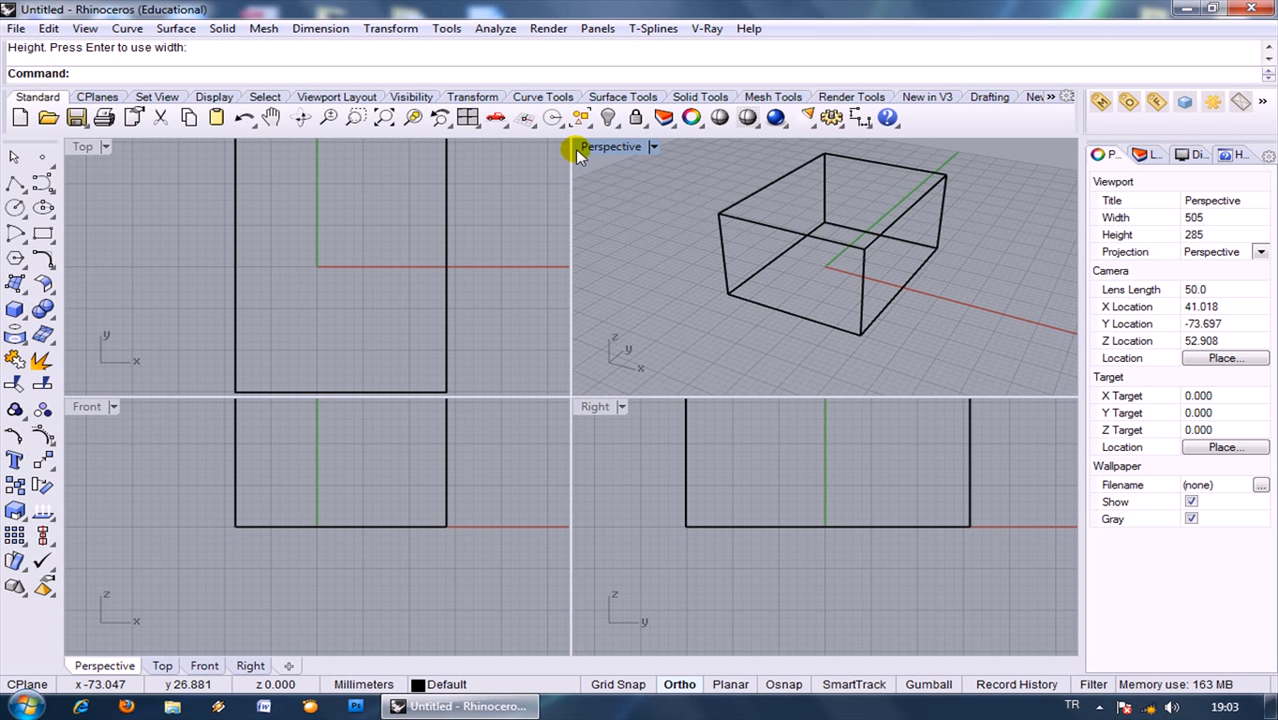 Untitled - Rhinoceros (Educational)
File Edit View Curve Surface Solid Mesh Dimension Transform Tools Analyze Render Panels T-Splines V-Ray Help
Height. Press Enter to use width:
Command:
Standard CPlanes Set View Display Select Viewport Layout Visibility Transform Curve Tools Surface Tools Solid Tools Mesh Tools Render Tools New in V3 Drafting Nev »
Top
Perspective
P... L... Di... H...
Viewport
Title Perspective
Width 505
Height 285
Projection Perspective
Camera
Lens Length 50.0
X Location 41.018
Y Location -73.697
Z Location 52.908
Location Place...
Target
X Target 0.000
Y Target 0.000
Z Target 0.000
Location Place...
Wallpaper
Filename (none) ...
Show
Gray
y
x
z
y
x
Front
Right
z
x
z
y
Perspective Top Front Right
CPlane x -73.047 y 26.881 z 0.000 Millimeters Default Grid Snap Ortho Planar Osnap SmartTrack Gumball Record History Filter Memory use: 163 MB
Untitled - Rhinoceros... TR 19:03